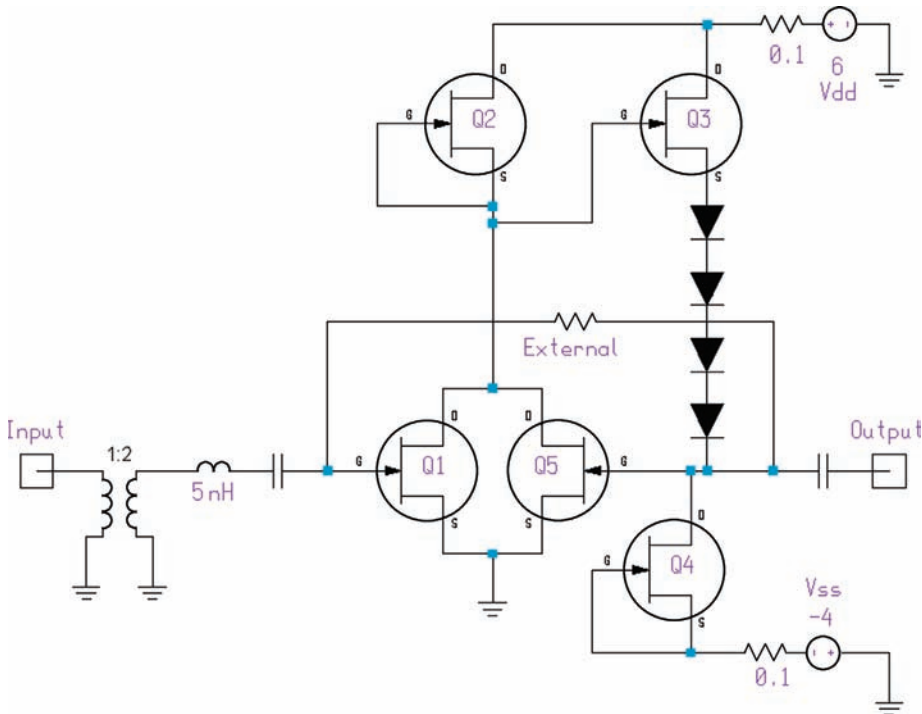 D
D
0.1
6
Vdd
G
Q2
G
Q3
S
S
External
Input
1:2
D
D
Output
G
Q1
Q5
G
5nH
S
S
D
G
Q4
Vss
-4
S
0.1